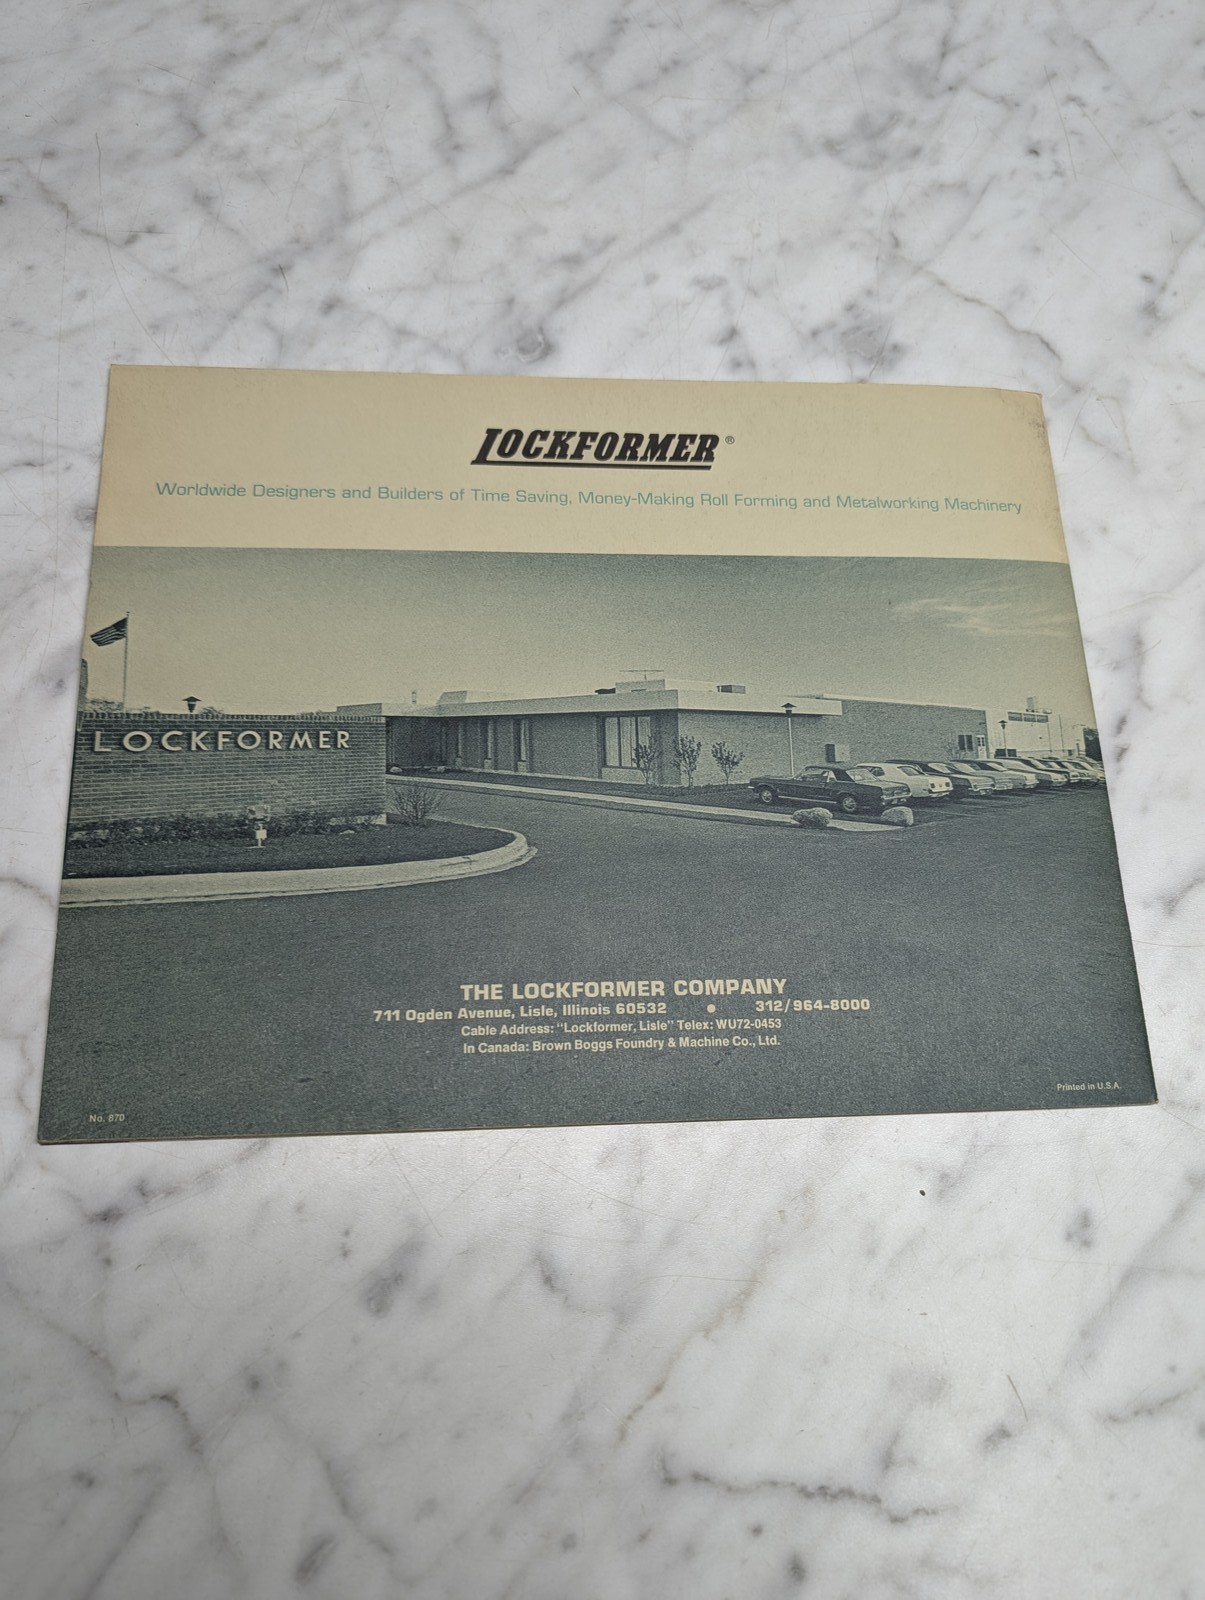 LOCKFORMER®
Worldwide Designers and Builders of Time Saving, Money-Making Roll Forming and Metalworking Machinery
LOCKFORMER
THE LOCKFORMER COMPANY
711 Ogden Avenue, Lisle, Illinois 60532 • 312/964-8000
Cable Address: "Lockformer, Lisle" Telex: WU72-0453
In Canada: Brown Boggs Foundry & Machine Co., Ltd.
Printed in U.S.A.
No. 870